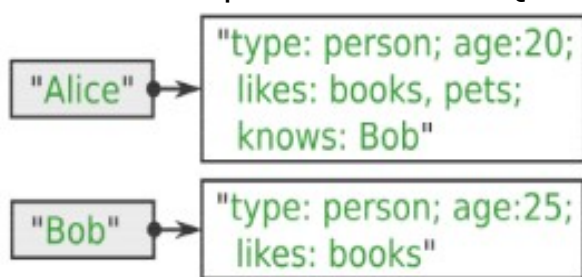 "Alice"
"type: person; age:20;
likes: books, pets;
knows: Bob"
"Bob"
"type: person; age:25;
likes: books"